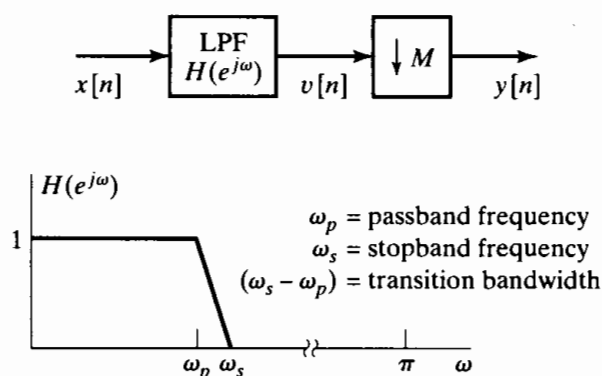 LPF
H(e^{jω})
↓ M
x[n]
v[n]
y[n]
H(e^{jω})
1
ω_p = passband frequency
ω_s = stopband frequency
(ω_s − ω_p) = transition bandwidth
ω_p
ω_s
π
ω